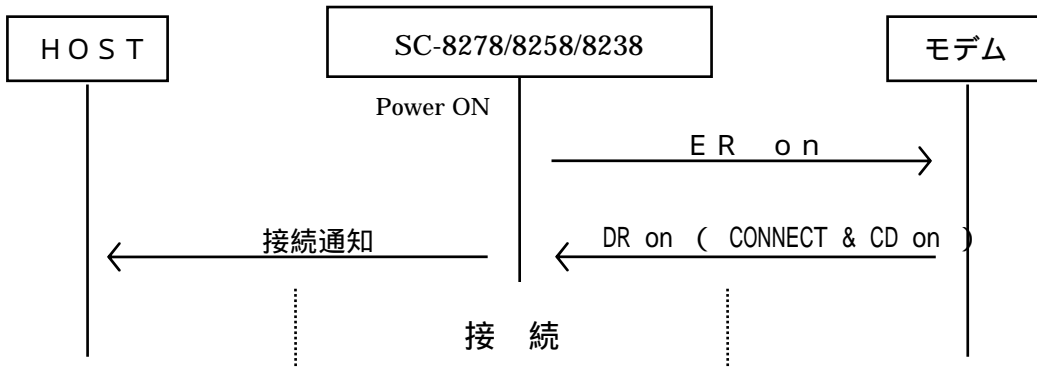 ＨＯＳＴ
SC-8278/8258/8238
モデム
Power ON
ＥＲ　ｏｎ
接続通知
DR on ( CONNECT & CD on )
接　続